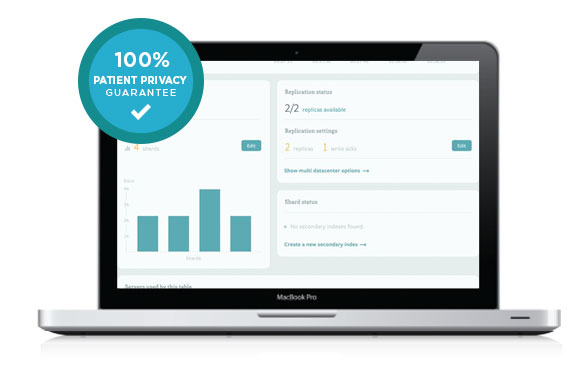 100%
PATIENT PRIVACY
GUARANTEE
Replication status
2/2 replicas available
Replication settings
4 shards
Edit
2 replicas 1 write acks
Edit
Show multi datacenter options →
Shard status
No secondary indexes found.
Create a new secondary index →
Shards
Servers used by this table
MacBook Pro